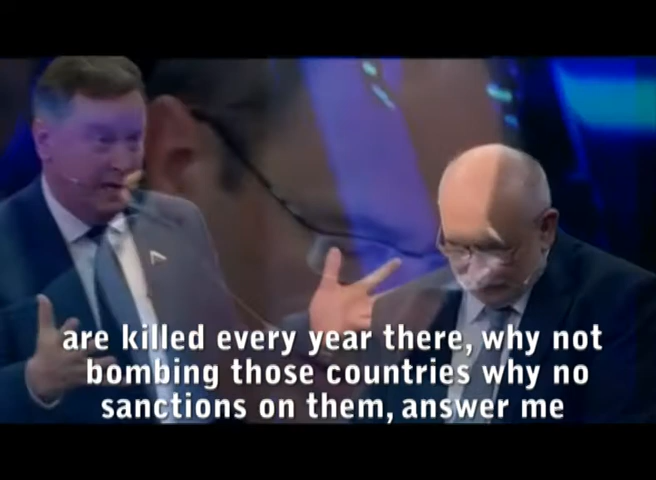 are killed every year there, why not
bombing those countries why no
sanctions on them, answer me